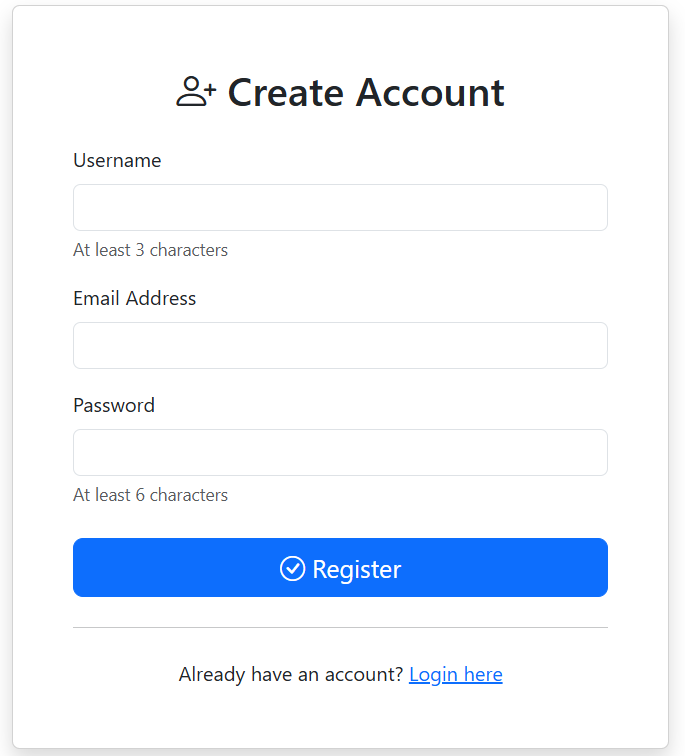 Create Account
Username
At least 3 characters
Email Address
Password
At least 6 characters
Register
Already have an account? Login here